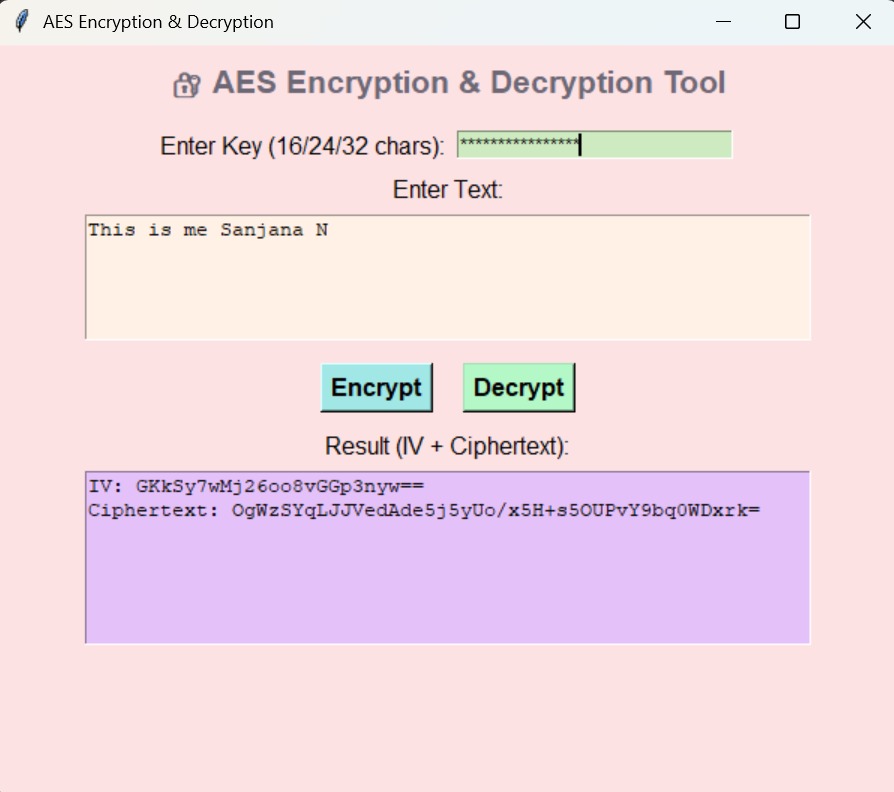 AES Encryption & Decryption
🔐 AES Encryption & Decryption Tool
Enter Key (16/24/32 chars): ****************
Enter Text:
This is me Sanjana N
Encrypt Decrypt
Result (IV + Ciphertext):
IV: GKkSy7wMj26oo8vGGp3nyw==
Ciphertext: OgWzSYqLJJVedAde5j5yUo/x5H+s5OUPvY9bq0WDxrk=